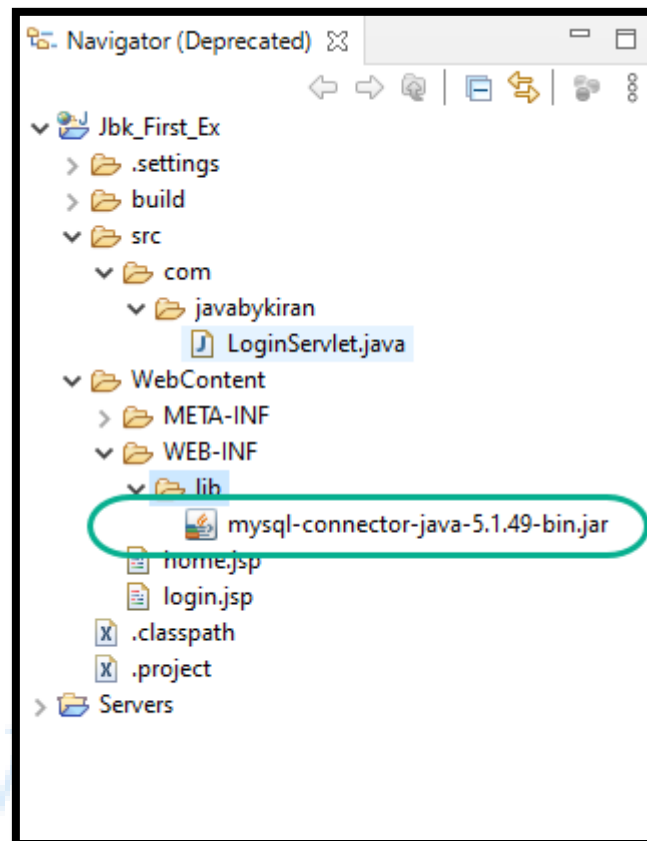 Navigator (Deprecated)
Jbk_First_Ex
.settings
build
src
com
javabykiran
LoginServlet.java
WebContent
META-INF
WEB-INF
lib
mysql-connector-java-5.1.49-bin.jar
home.jsp
login.jsp
.classpath
.project
Servers